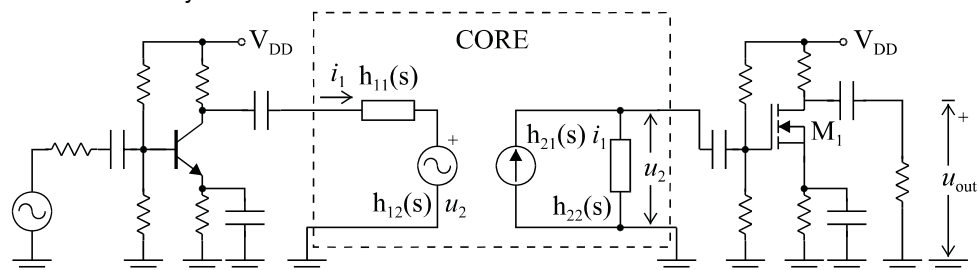 V_DD
CORE
V_DD
i_1 h_11(s)
+
M_1
+
h_21(s) i_1
u_2
u_out
h_12(s) u_2
h_22(s)